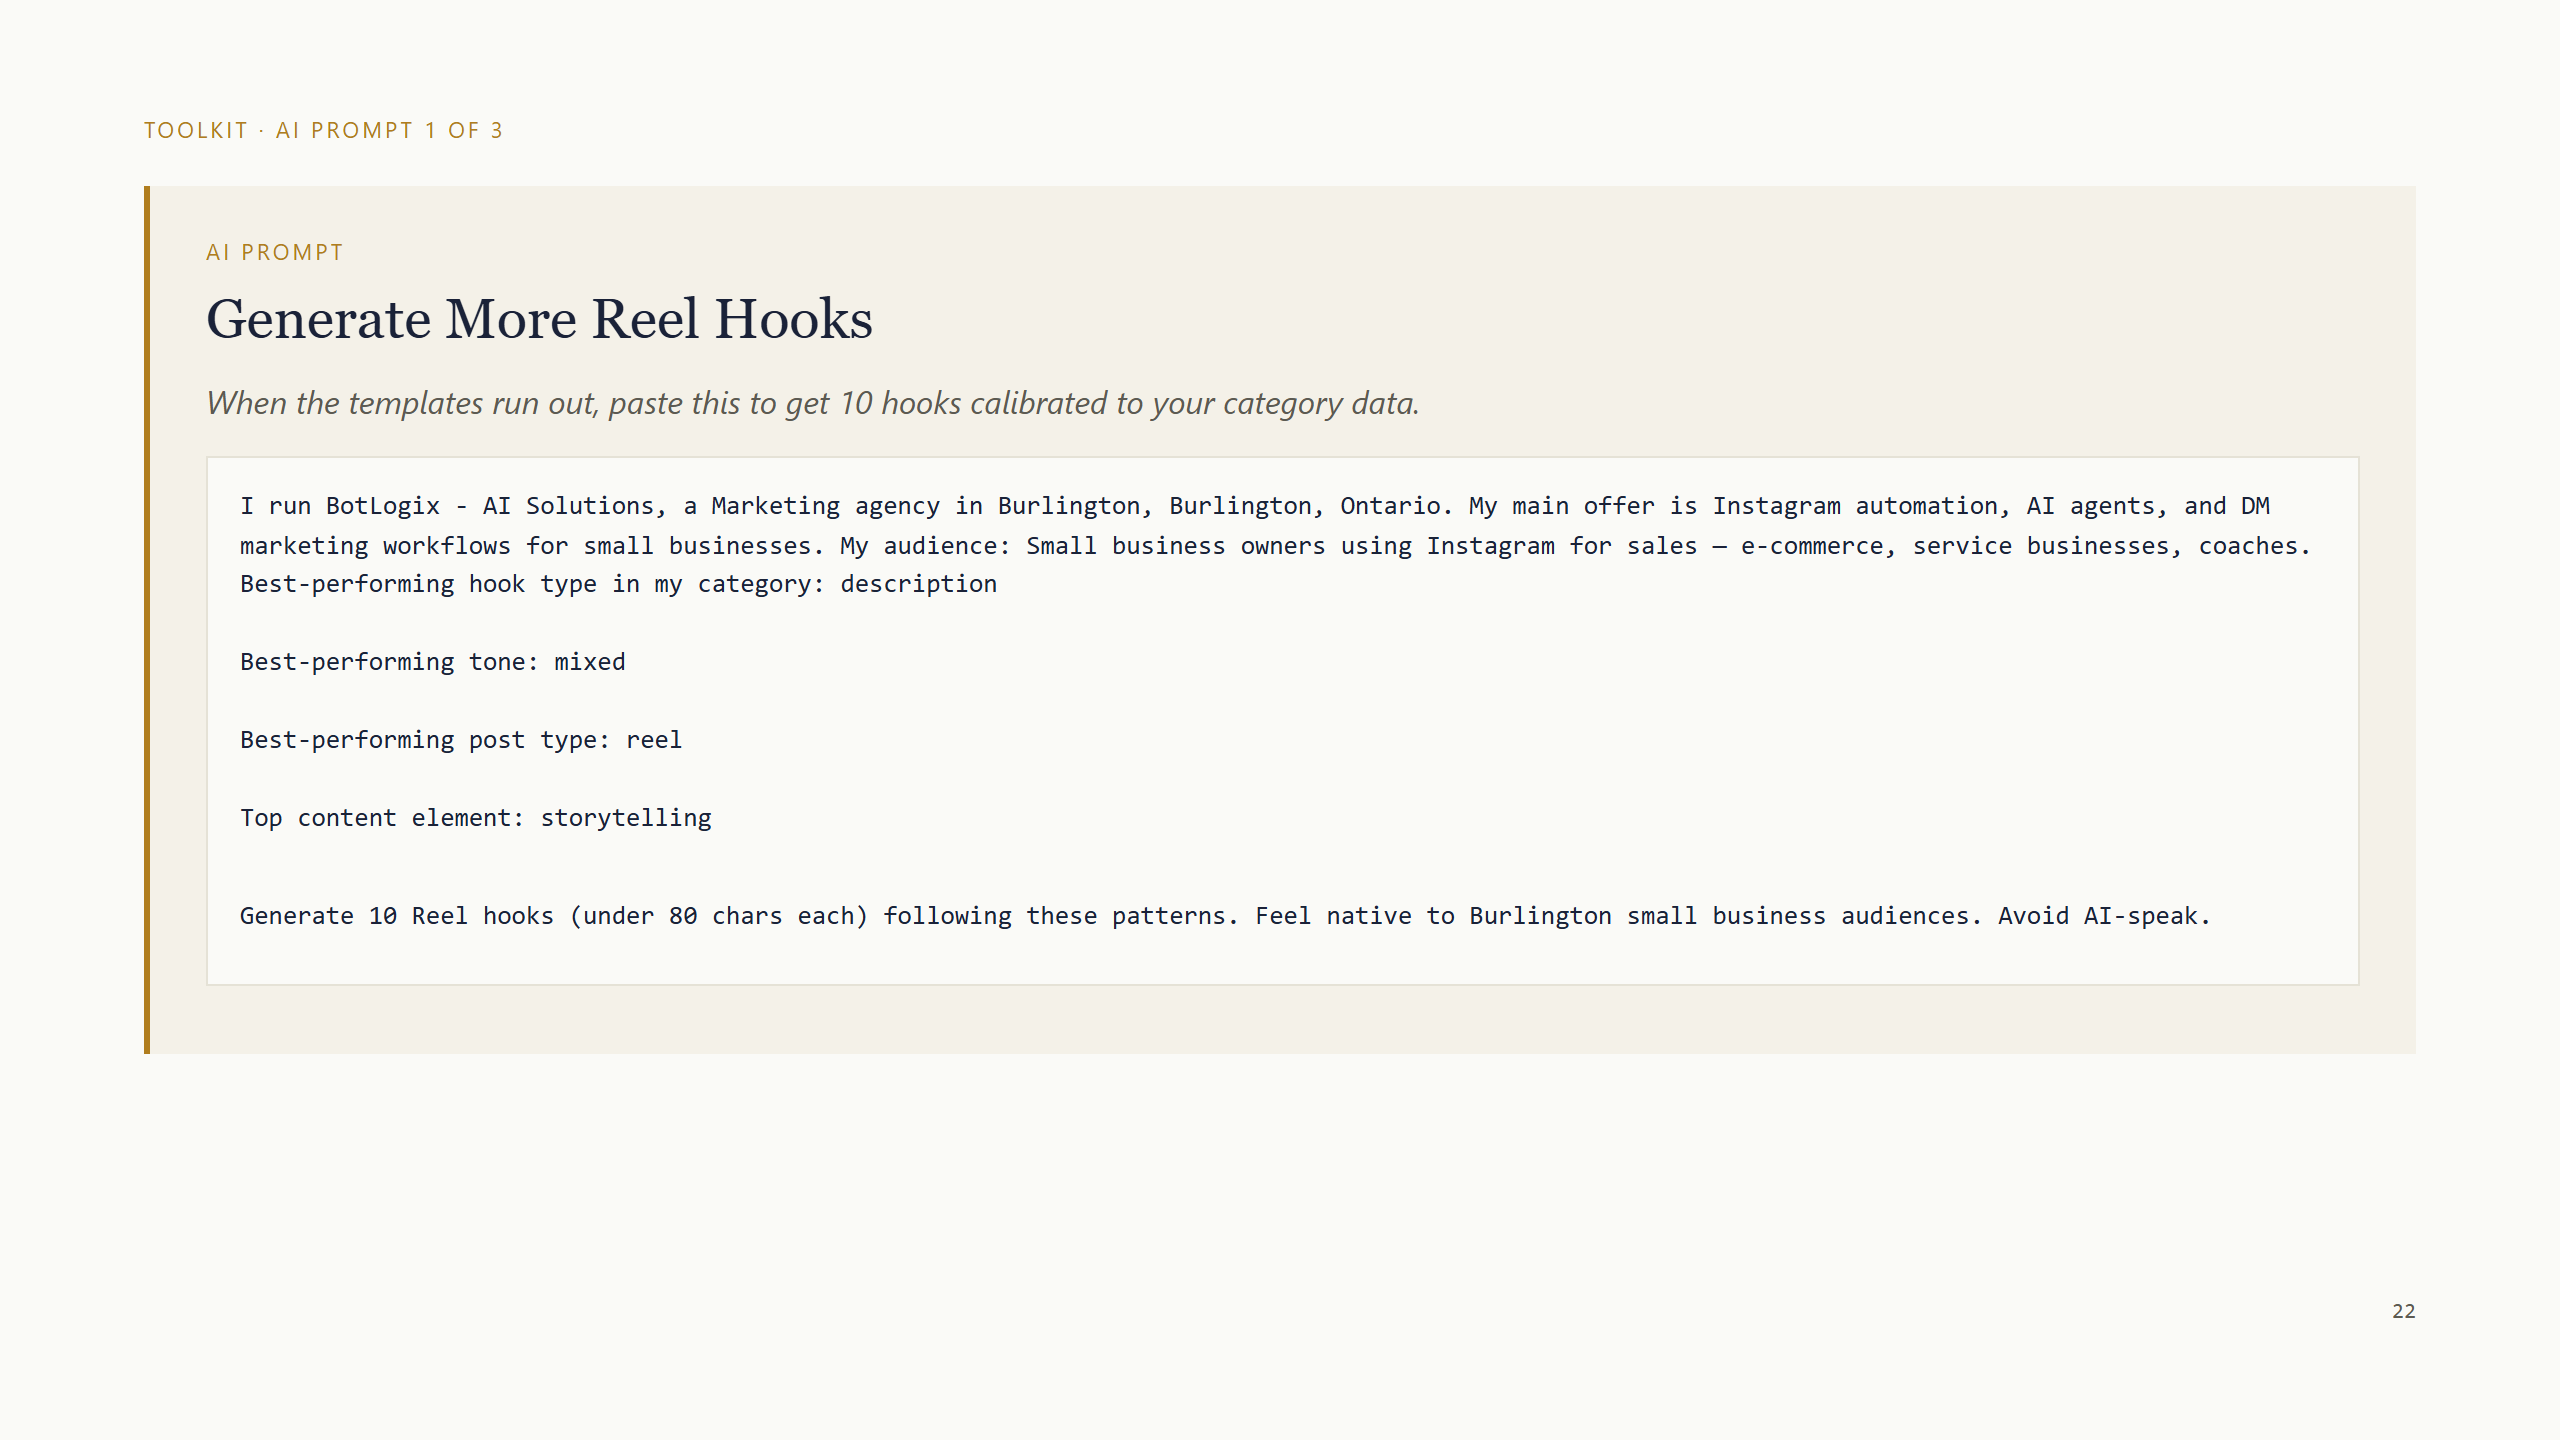 TOOLKIT · AI PROMPT 1 OF 3
AI PROMPT
Generate More Reel Hooks
When the templates run out, paste this to get 10 hooks calibrated to your category data.
I run BotLogix - AI Solutions, a Marketing agency in Burlington, Burlington, Ontario. My main offer is Instagram automation, AI agents, and DM
marketing workflows for small businesses. My audience: Small business owners using Instagram for sales — e-commerce, service businesses, coaches.
Best-performing hook type in my category: description
Best-performing tone: mixed
Best-performing post type: reel
Top content element: storytelling
Generate 10 Reel hooks (under 80 chars each) following these patterns. Feel native to Burlington small business audiences. Avoid AI-speak.
22